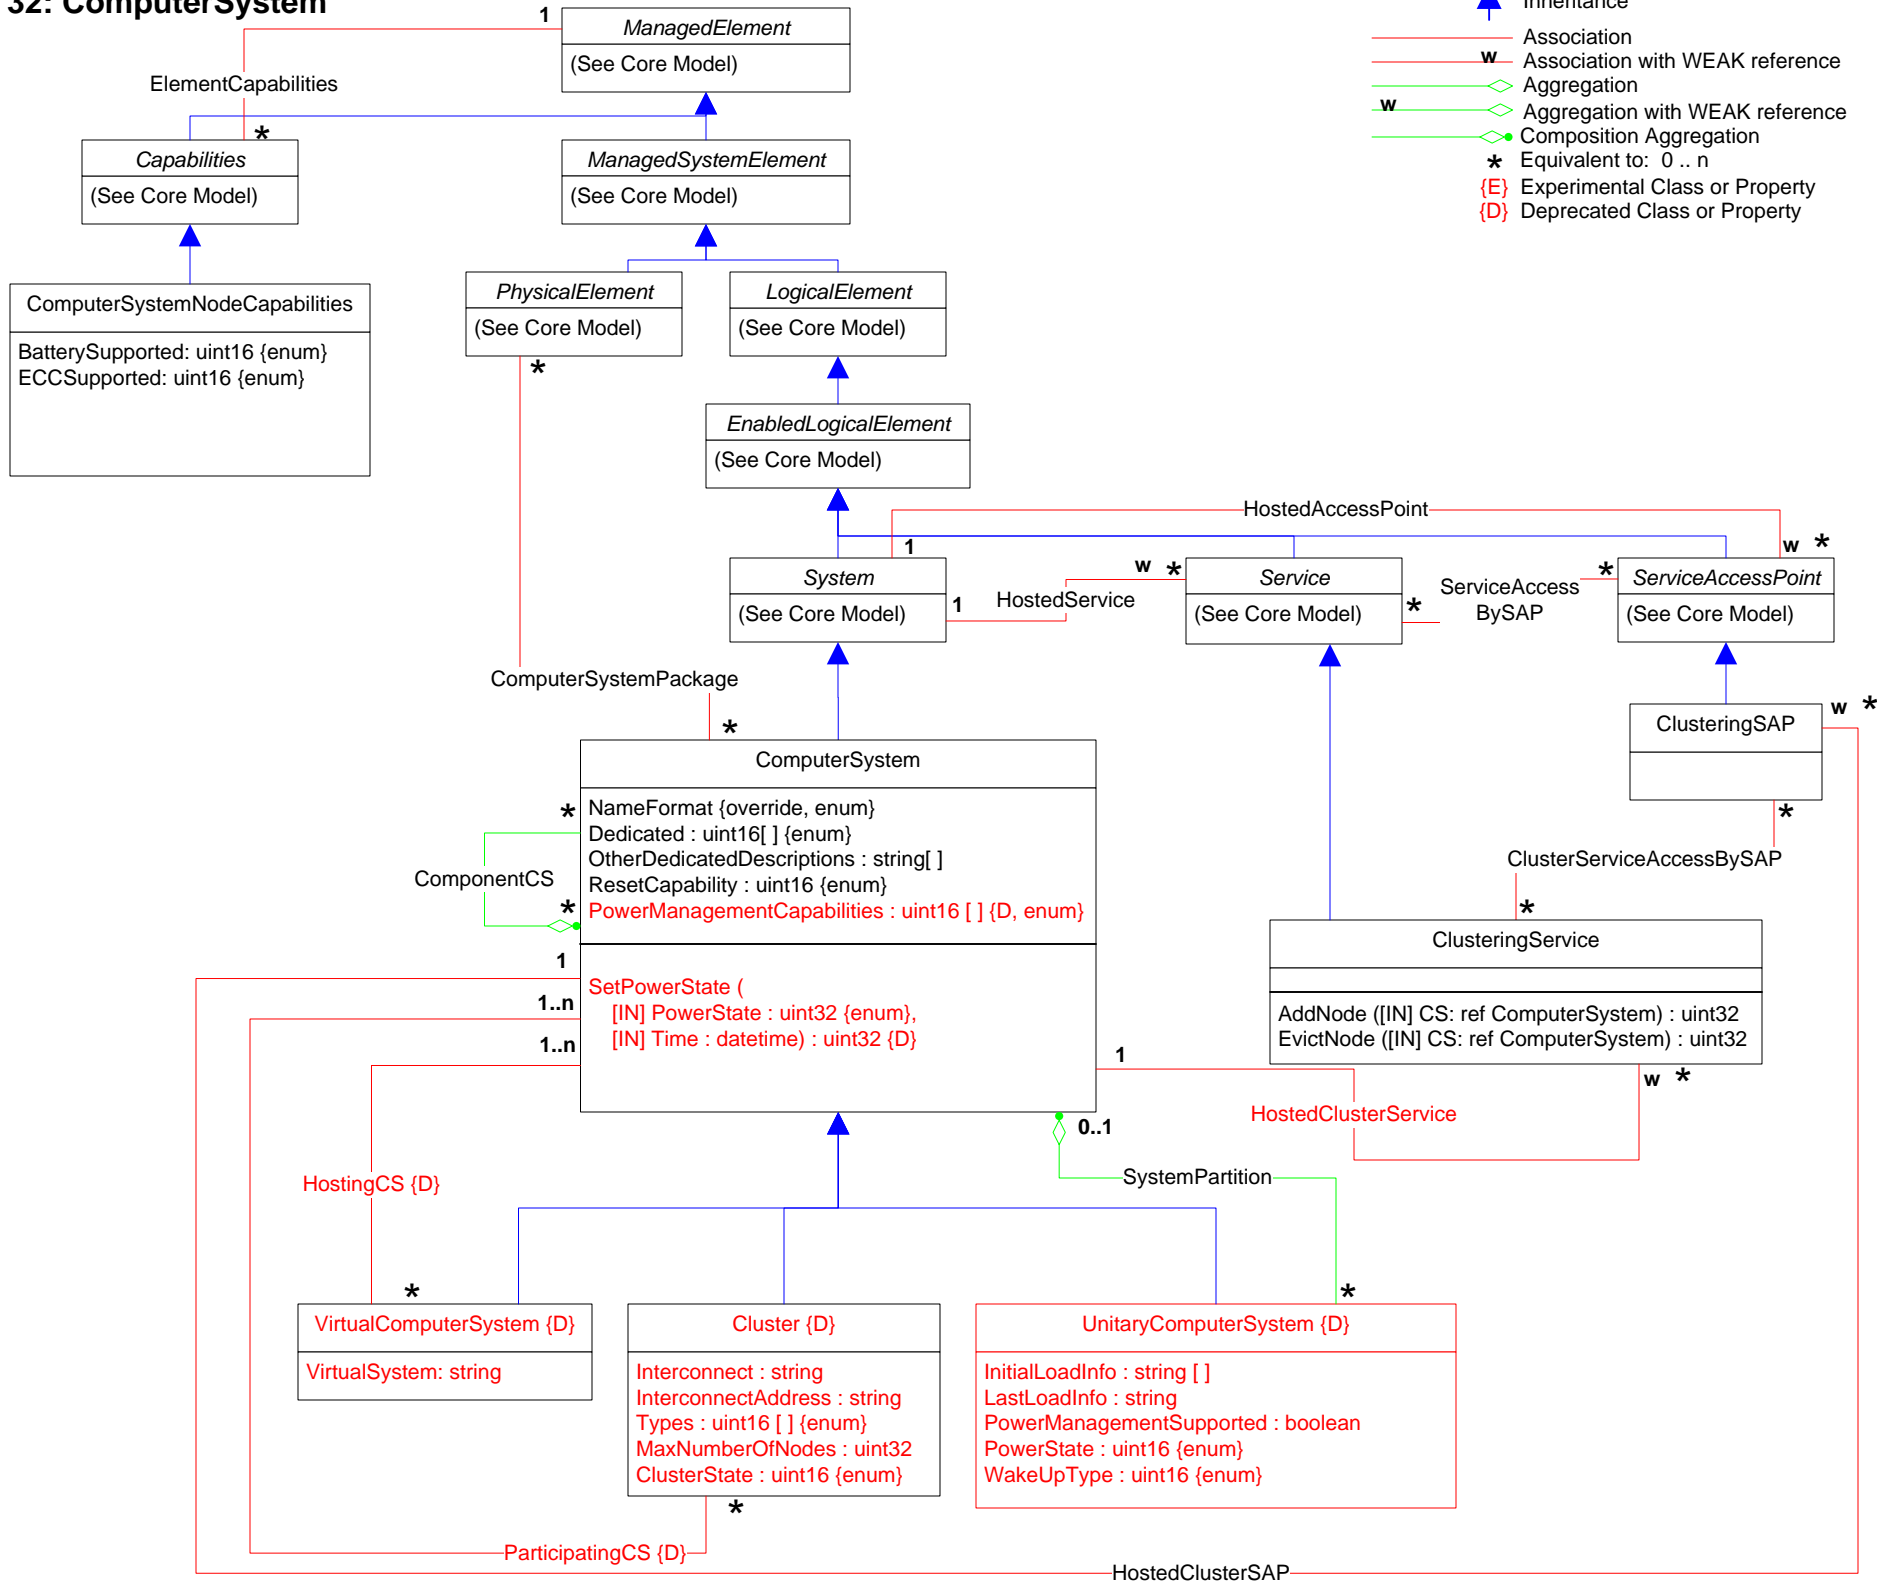 32: ComputerSystem
Inheritance
Association
w
Association with WEAK reference
Aggregation
w
Aggregation with WEAK reference
Composition Aggregation
* Equivalent to: 0 .. n
{E} Experimental Class or Property
{D} Deprecated Class or Property
1
ManagedElement
(See Core Model)
ElementCapabilities
*
Capabilities
(See Core Model)
ManagedSystemElement
(See Core Model)
ComputerSystemNodeCapabilities
BatterySupported: uint16 {enum}
ECCSupported: uint16 {enum}
PhysicalElement
(See Core Model)
*
LogicalElement
(See Core Model)
EnabledLogicalElement
(See Core Model)
HostedAccessPoint
1
w *
System
(See Core Model)
1
HostedService
w *
Service
(See Core Model)
*
ServiceAccess
BySAP
*
ServiceAccessPoint
(See Core Model)
ComputerSystemPackage
*
ClusteringSAP
w *
*
ClusterServiceAccessBySAP
*
ComputerSystem
NameFormat {override, enum}
Dedicated : uint16[ ] {enum}
OtherDedicatedDescriptions : string[ ]
ResetCapability : uint16 {enum}
PowerManagementCapabilities : uint16 [ ] {D, enum}
SetPowerState (
[IN] PowerState : uint32 {enum},
[IN] Time : datetime) : uint32 {D}
*
ComponentCS
*
1
1..n
1..n
ClusteringService
AddNode ([IN] CS: ref ComputerSystem) : uint32
EvictNode ([IN] CS: ref ComputerSystem) : uint32
1
w *
HostedClusterService
0..1
SystemPartition
*
HostingCS {D}
*
VirtualComputerSystem {D}
VirtualSystem: string
Cluster {D}
Interconnect : string
InterconnectAddress : string
Types : uint16 [ ] {enum}
MaxNumberOfNodes : uint32
ClusterState : uint16 {enum}
*
UnitaryComputerSystem {D}
InitialLoadInfo : string [ ]
LastLoadInfo : string
PowerManagementSupported : boolean
PowerState : uint16 {enum}
WakeUpType : uint16 {enum}
ParticipatingCS {D}
HostedClusterSAP